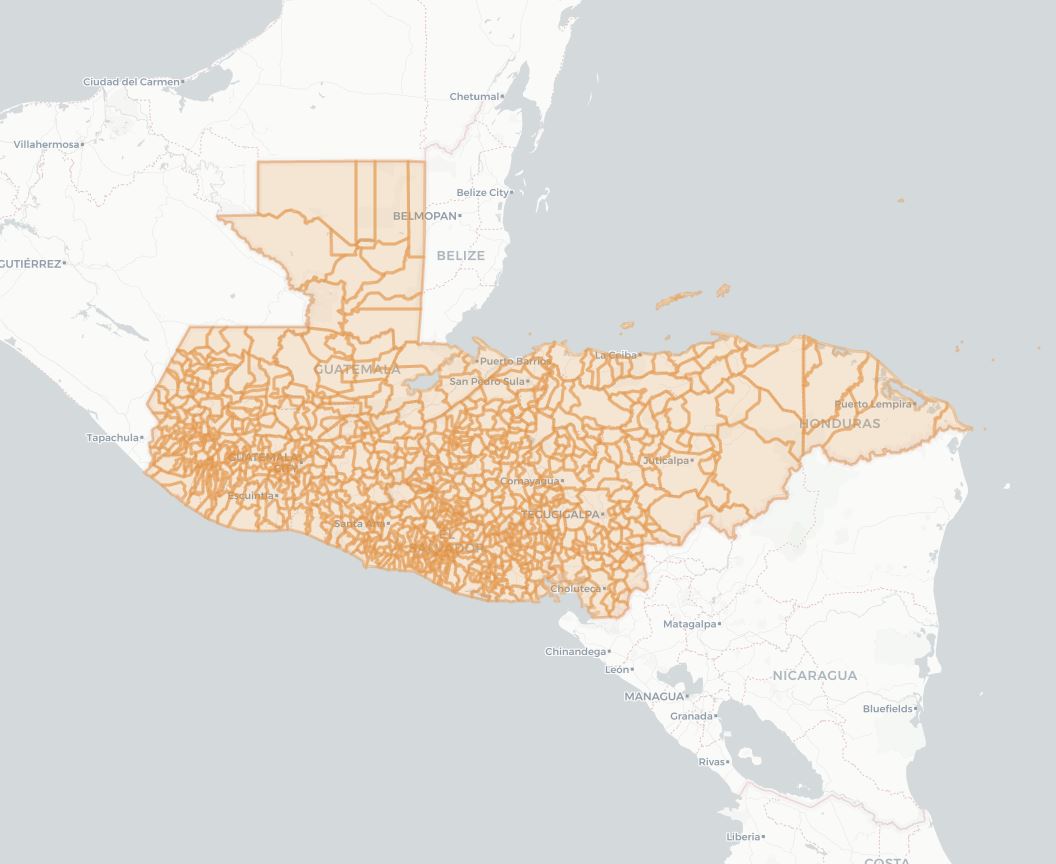 Ciudad del Carmen
Chetumal
Villahermosa
Belize City
BELMOPAN
BELIZE
GUTIÉRREZ
La Ceiba
Puerto Barrios
GUATEMALA
San Pedro Sula
Puerto Lempira
HONDURAS
Tapachula
GUATEMALA
CITY
Juticalpa
Comayagua
Escuintla
TEGUCIGALPA
Santa Ana
EL
SALVADOR
Choluteca
Matagalpa
Chinandega
León
NICARAGUA
MANAGUA
Bluefields
Granada
Rivas
Liberia
COSTA